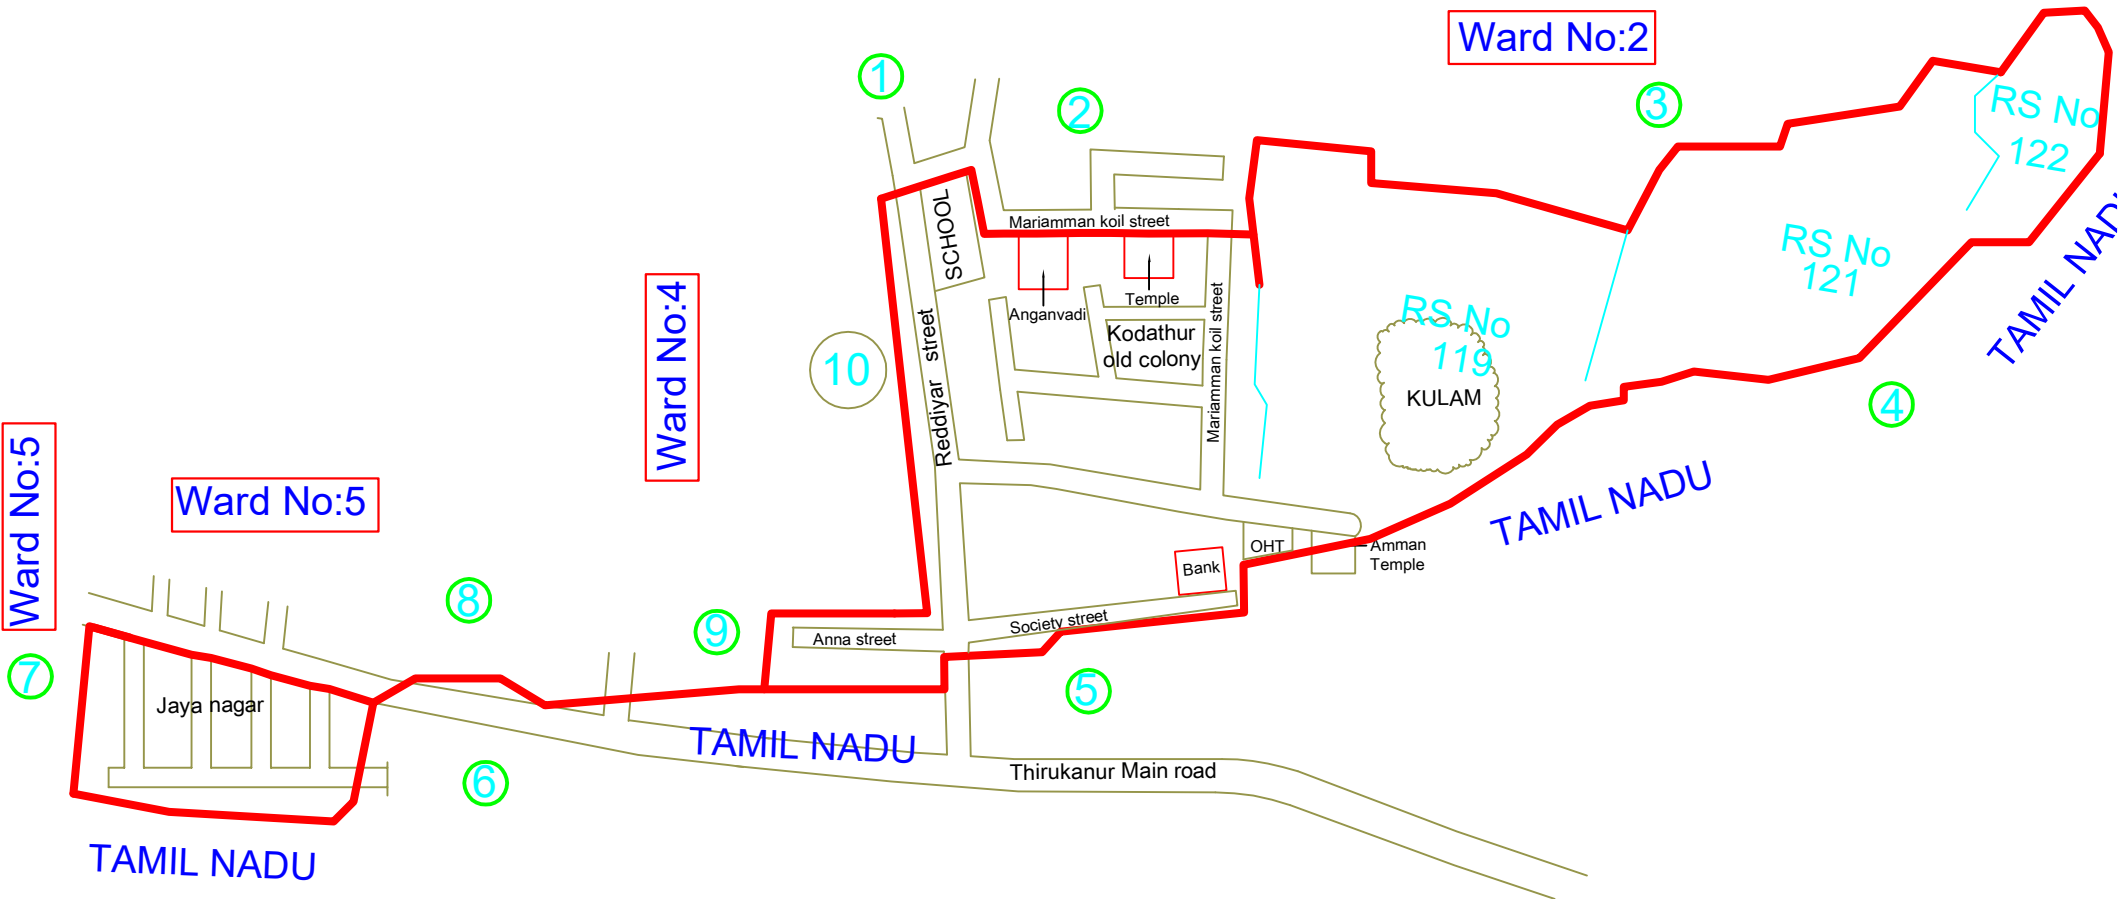 Ward No:2
1
2
3
RS No
122
SCHOOL
Mariamman koil street
TAMIL NADU
RS No
121
Ward No:4
Anganvadi
Temple
Reddiyar street
Kodathur
old colony
Mariamman koil street
RS No
119
KULAM
10
4
Ward No:5
Ward No:5
TAMIL NADU
OHT
Amman
Temple
Bank
8
9
Anna street
Society street
7
Jaya nagar
5
TAMIL NADU
6
Thirukanur Main road
TAMIL NADU